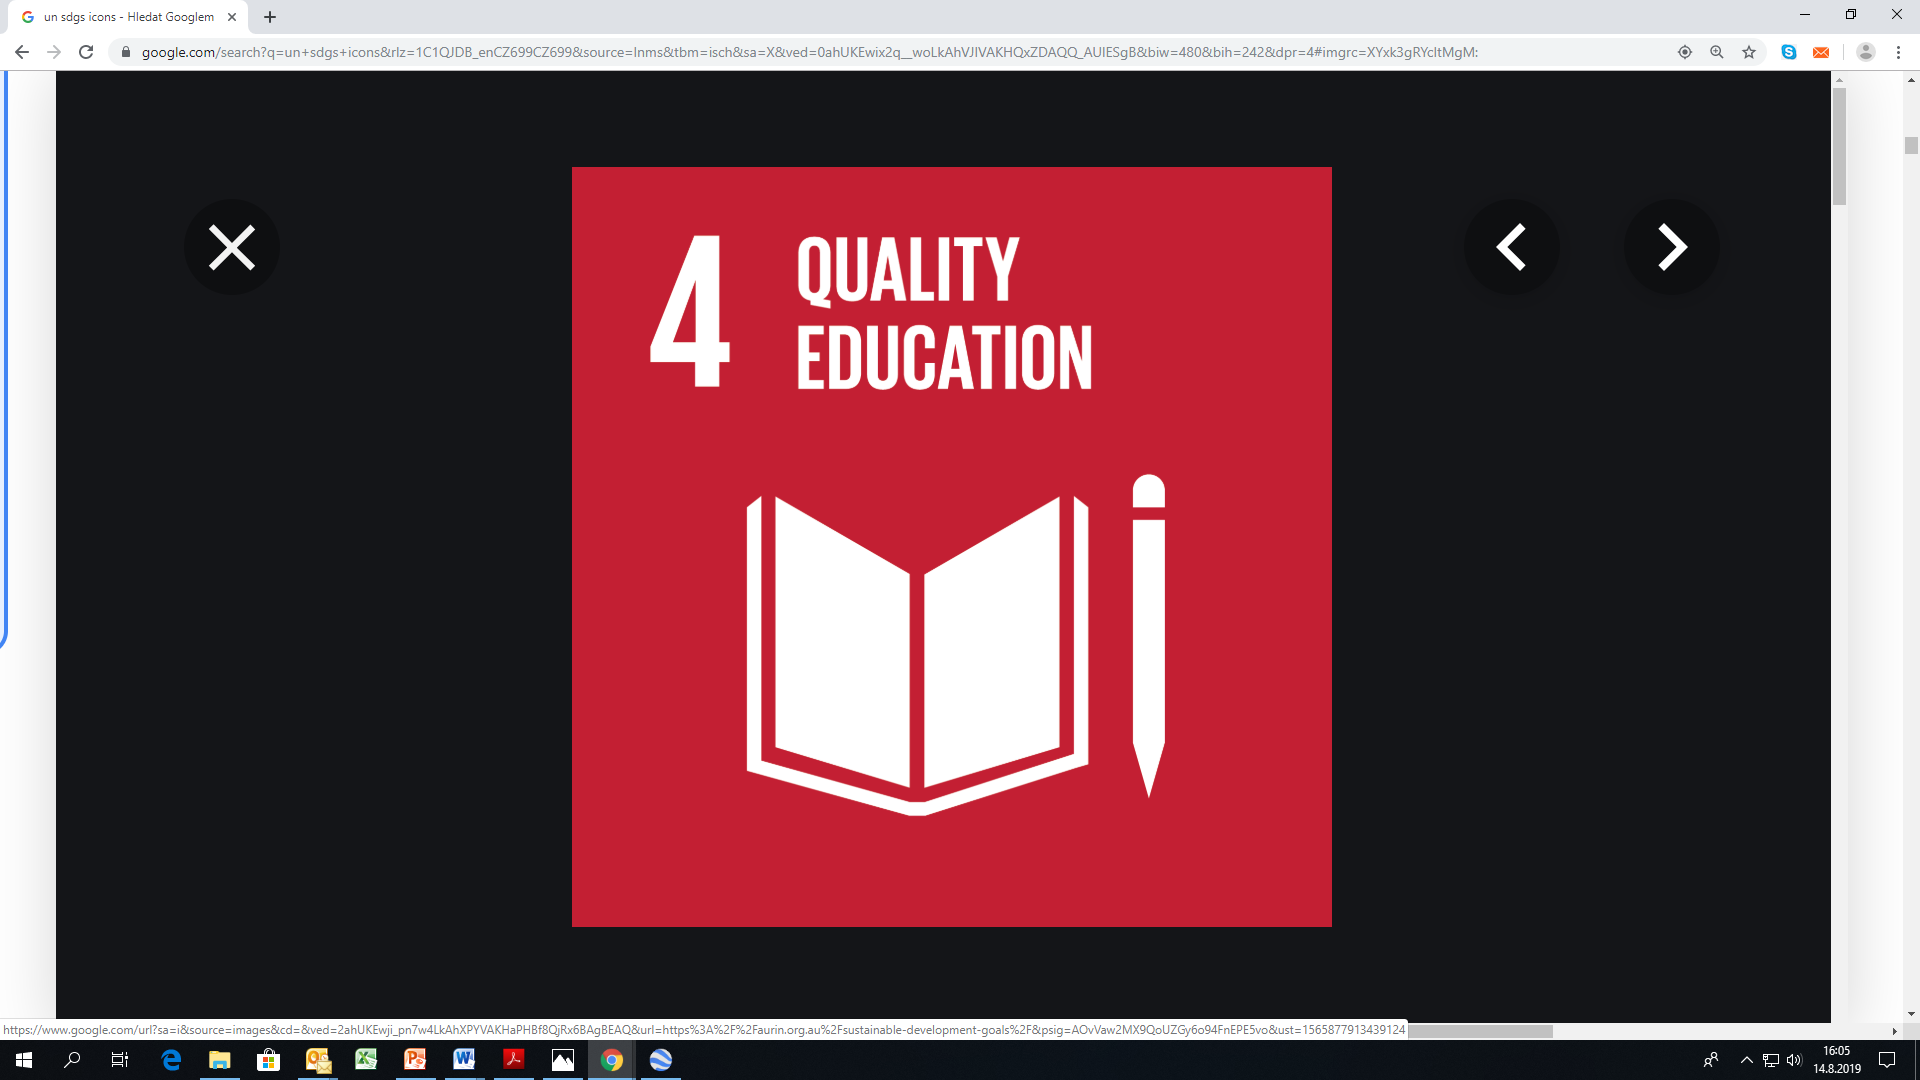 un sdgs icons - Hledat Googlem
google.com/search?q=un+sdgs+icons&rlz=1C1QJDB_enCZ699CZ699&source=lnms&tbm=isch&sa=X&ved=0ahUKEwix2q__woLkAhVJIVAKHQxZDAQQ_AUIESgB&biw=480&bih=242&dpr=4#imgrc=XYxk3gRYcltMgM:
4 QUALITY
EDUCATION
https://www.google.com/url?sa=i&source=images&cd=&ved=2ahUKEwji_pn7w4LkAhXPYVAKHaPHBf8QjRx6BAgBEAQ&url=https%3A%2F%2Faurin.org.au%2Fsustainable-development-goals%2F&psig=AOvVaw2MX9QoUZGy6o94FnEPE5vo&ust=1565877913439124
16:05
14.8.2019